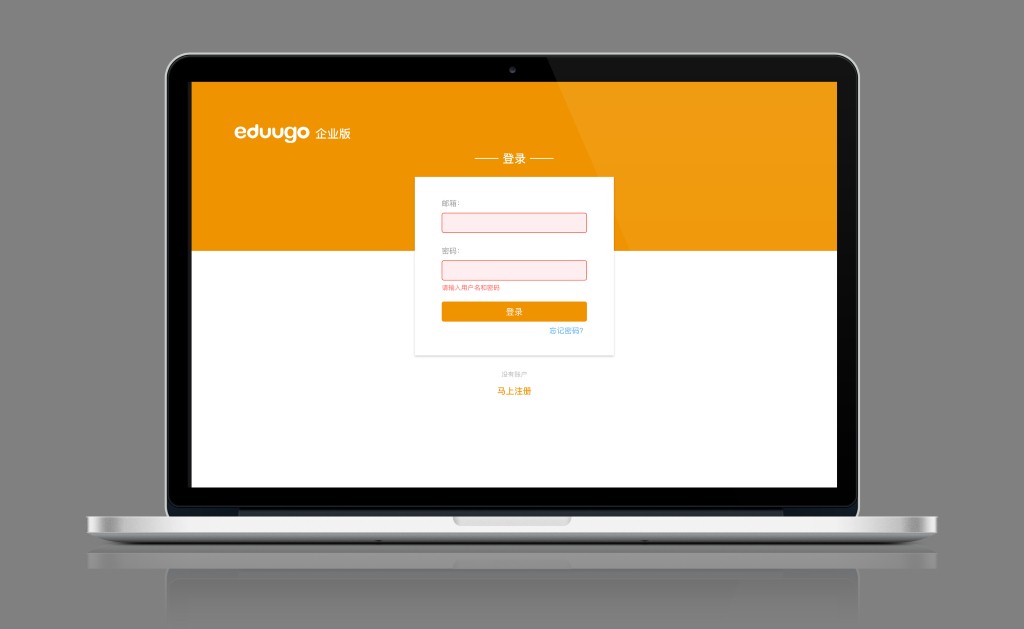 eduugo 企业版
登录
邮箱：
密码：
请输入用户名和密码
登录
忘记密码?
没有账户
马上注册